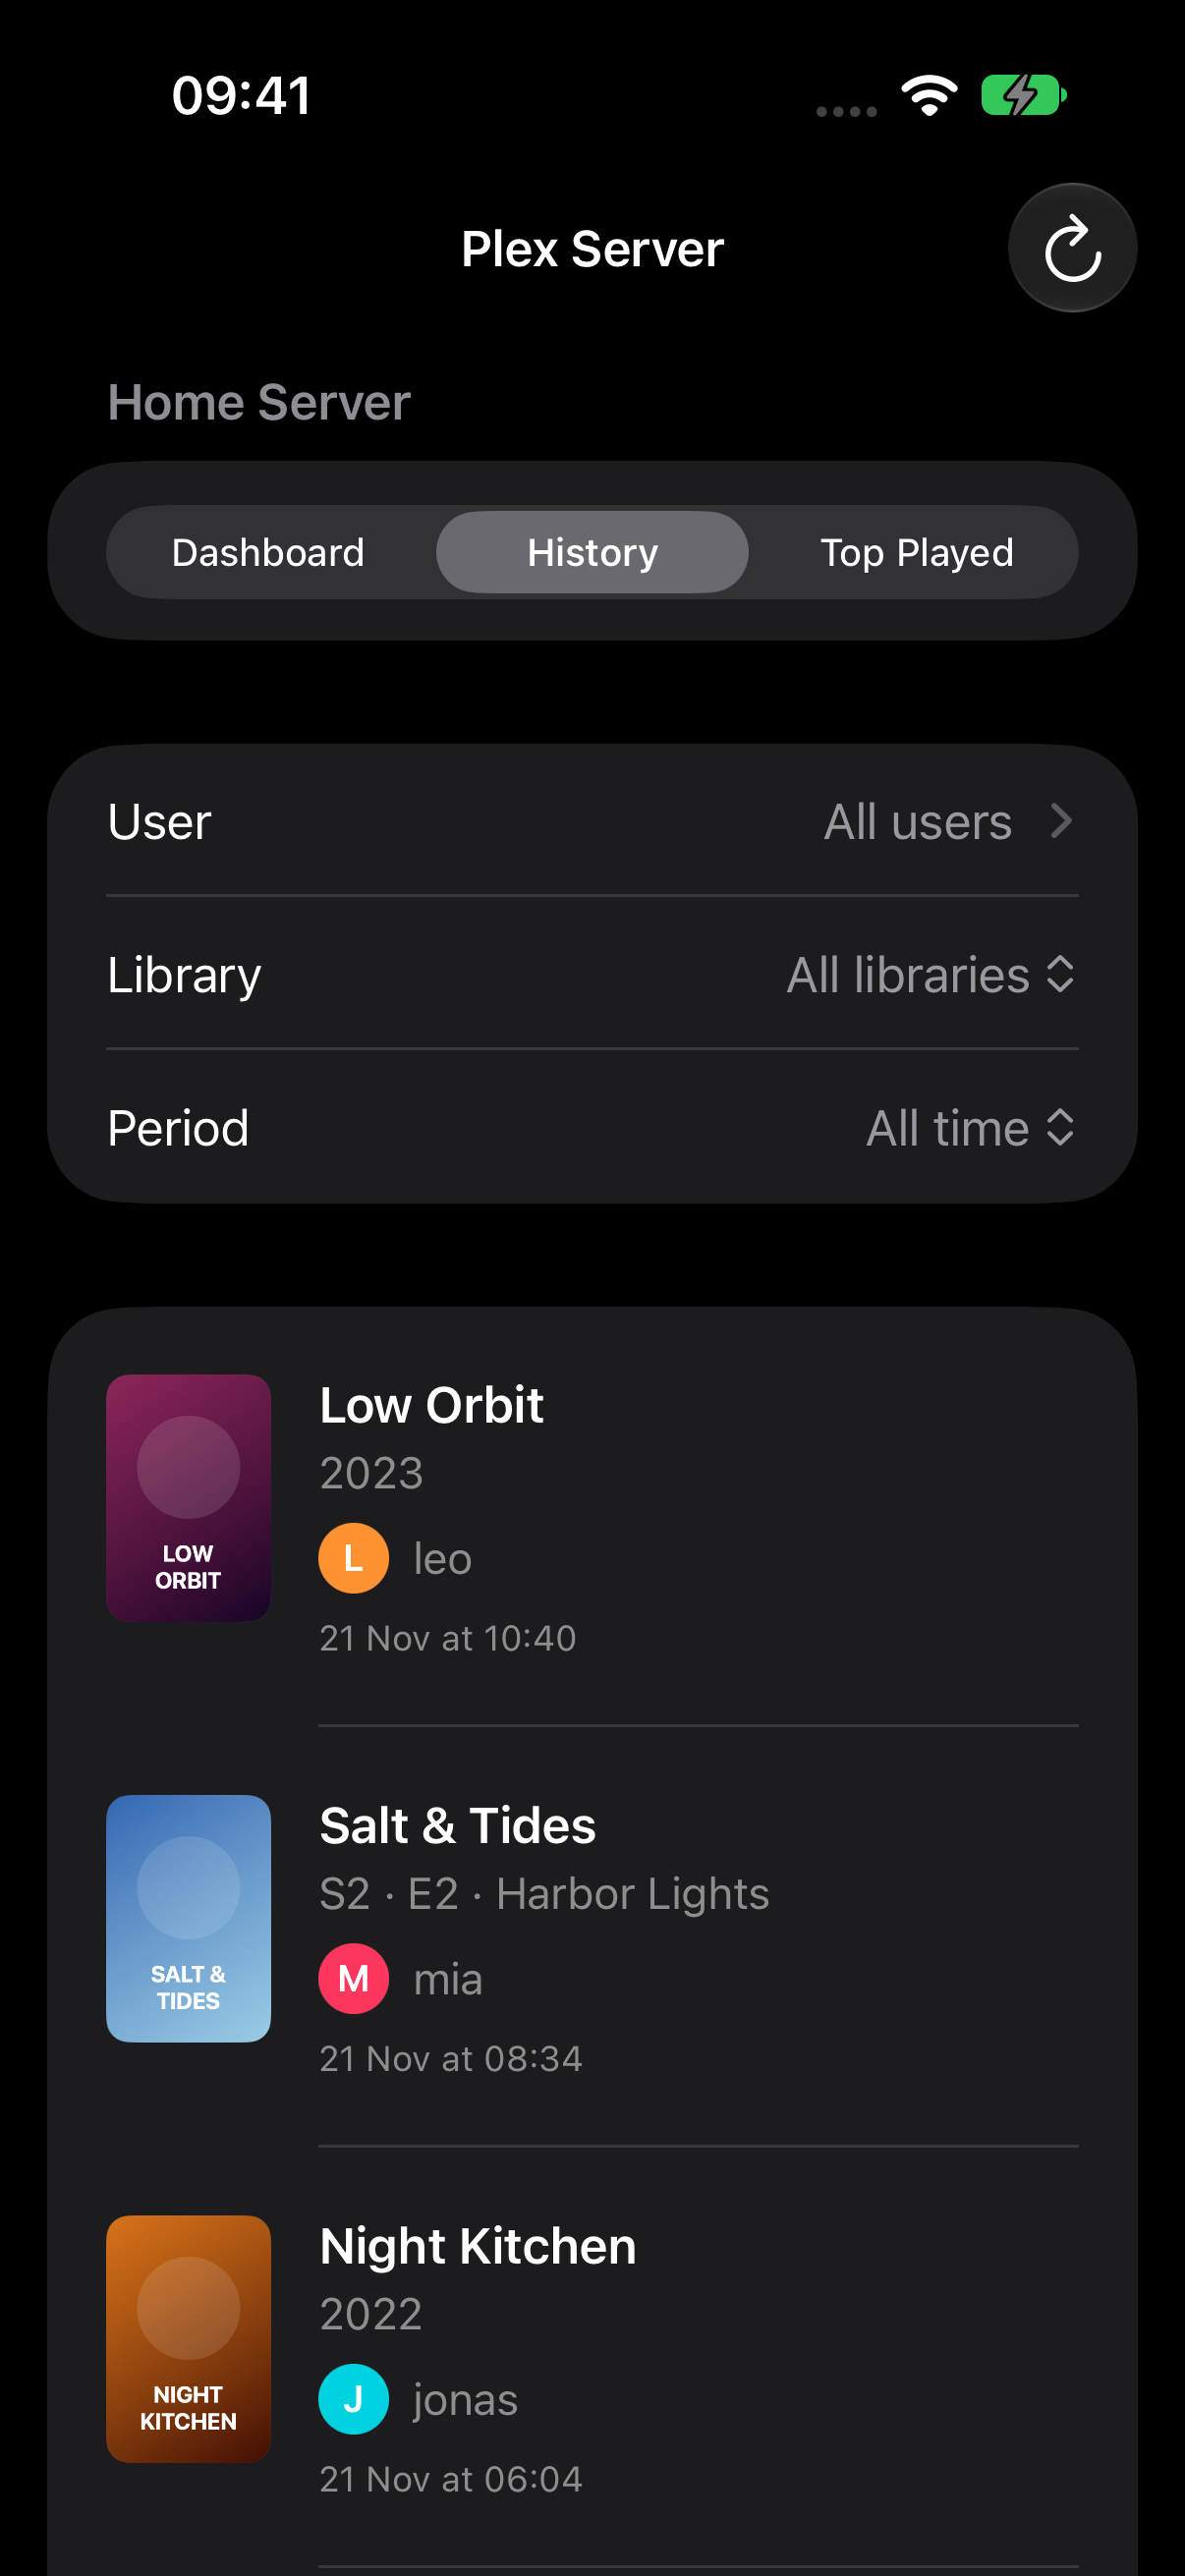 09:41
Plex Server
Home Server
Dashboard History Top Played
User All users
Library All libraries
Period All time
LOW
ORBIT
Low Orbit
2023
L leo
21 Nov at 10:40
SALT &
TIDES
Salt & Tides
S2 · E2 · Harbor Lights
M mia
21 Nov at 08:34
NIGHT
KITCHEN
Night Kitchen
2022
J jonas
21 Nov at 06:04